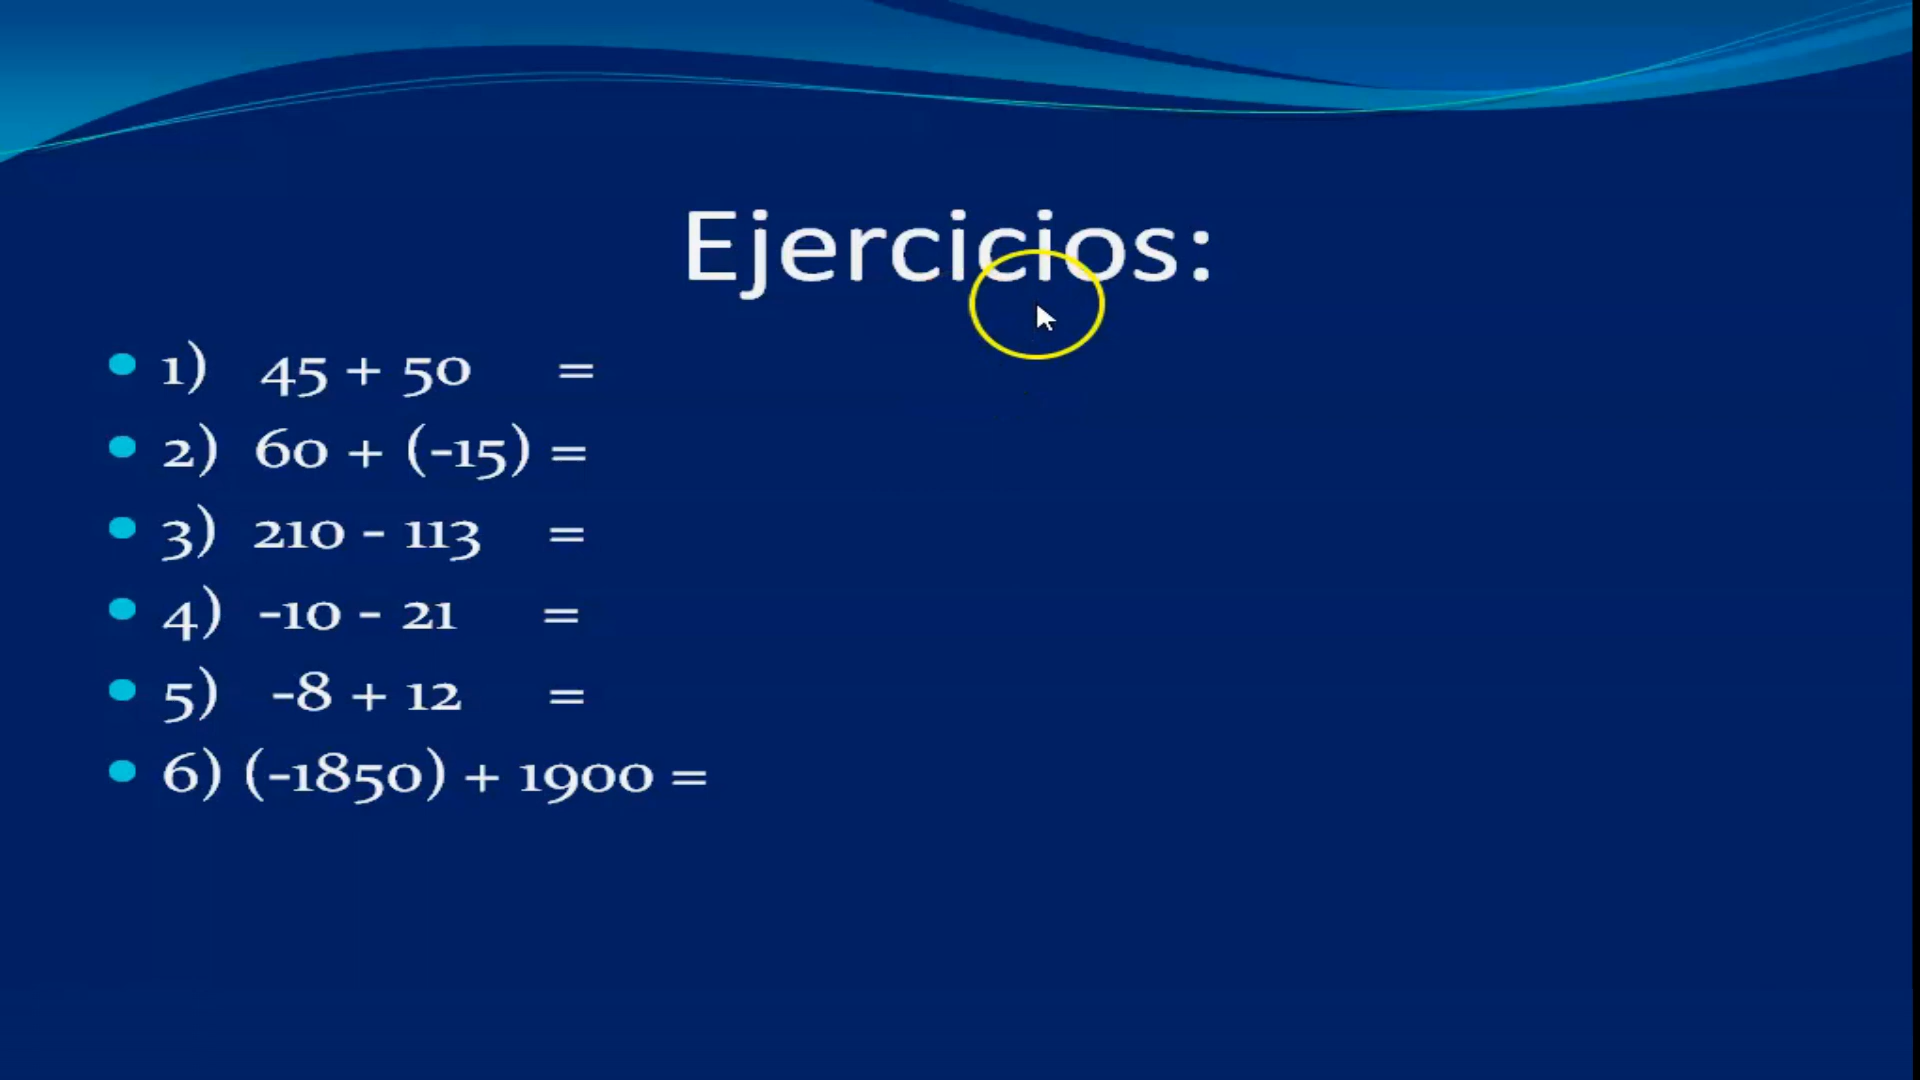 Ejercicios:
1) 45 + 50 =
2) 60 + (-15) =
3) 210 - 113 =
4) -10 - 21 =
5) -8 + 12 =
6) (-1850) + 1900 =